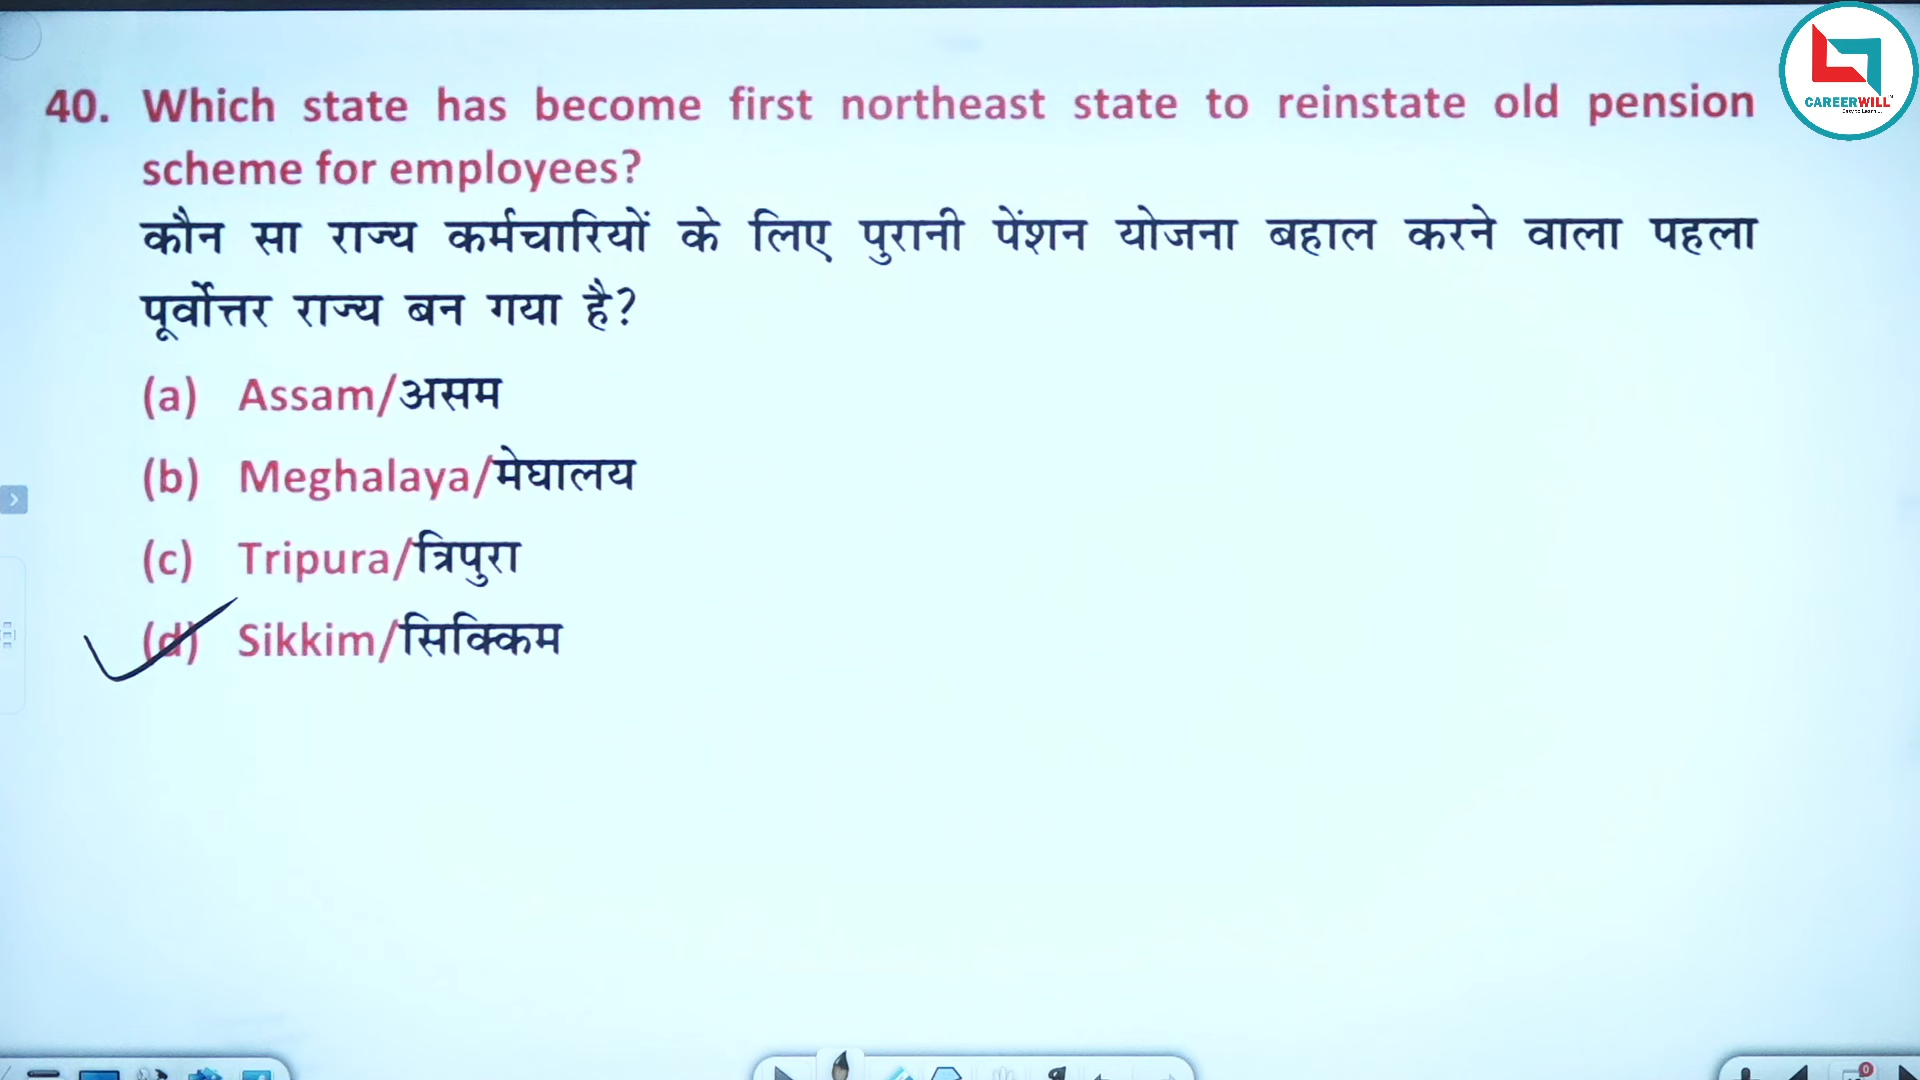 40. Which state has become first northeast state to reinstate old pension
scheme for employees?
कौन सा राज्य कर्मचारियों के लिए पुरानी पेंशन योजना बहाल करने वाला पहला
पूर्वोत्तर राज्य बन गया है?
(a) Assam/असम
(b) Meghalaya/मेघालय
(c) Tripura/त्रिपुरा
(d) Sikkim/सिक्किम
CAREERWILL